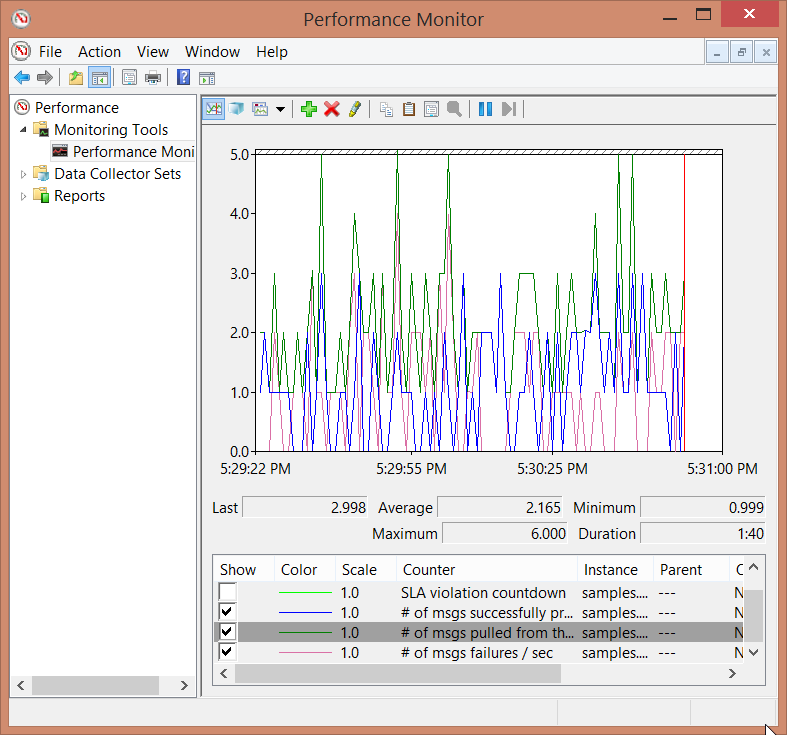 Performance Monitor
File Action View Window Help
Performance
Monitoring Tools
Performance Moni
Data Collector Sets
Reports
5.0
4.0
3.0
2.0
1.0
0.0
5:29:22 PM 5:29:55 PM 5:30:25 PM 5:31:00 PM
Last 2.998 Average 2.165 Minimum 0.999
Maximum 6.000 Duration 1:40
Show Color Scale Counter Instance Parent C
1.0 SLA violation countdown samples.... --- N
1.0 # of msgs successfully pr... samples.... --- N
1.0 # of msgs pulled from th... samples.... --- N
1.0 # of msgs failures / sec samples.... --- N